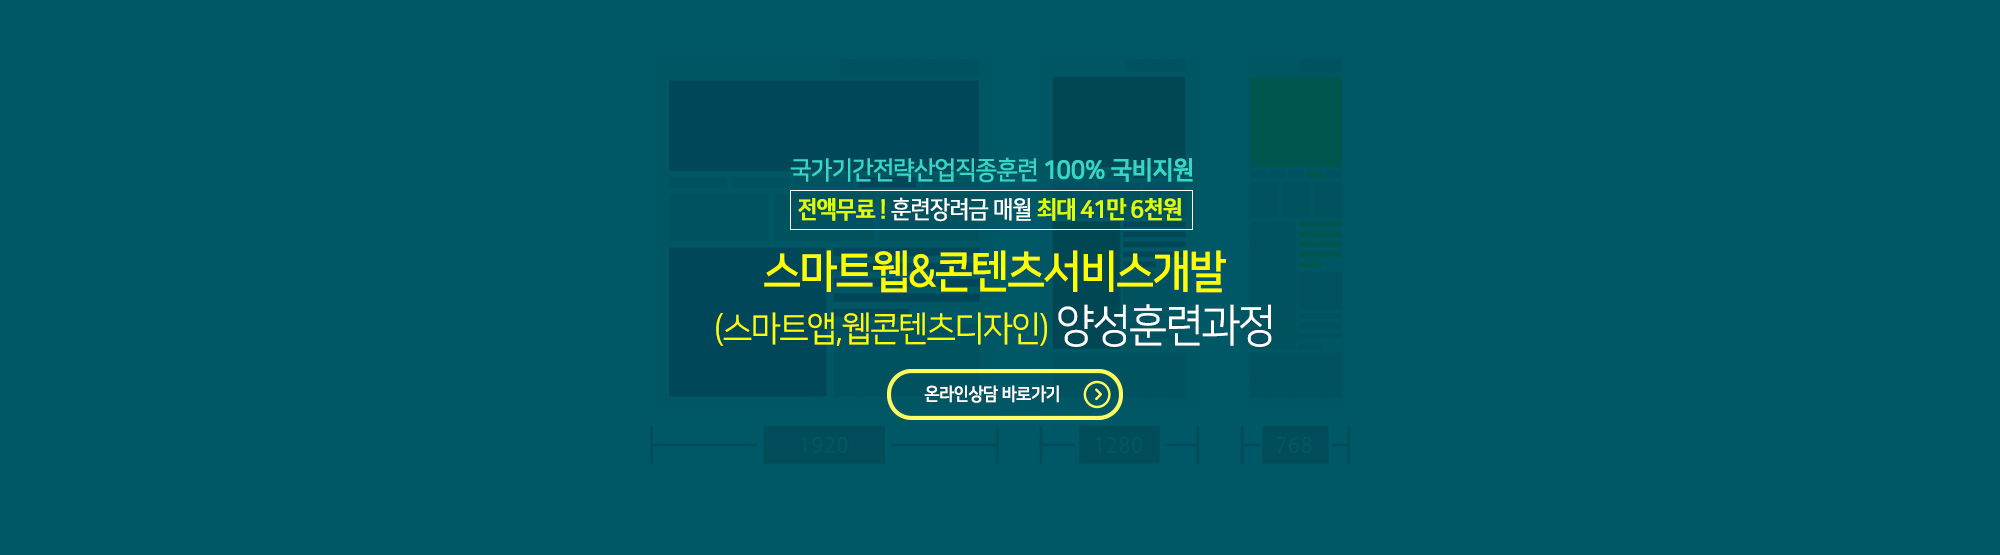 국가기간전략산업직종훈련 100% 국비지원
전액무료 ! 훈련장려금 매월 최대 41만 6천원
스마트웹&콘텐츠서비스개발
(스마트앱,웹콘텐츠디자인) 양성훈련과정
온라인상담 바로가기
1920 1280 768